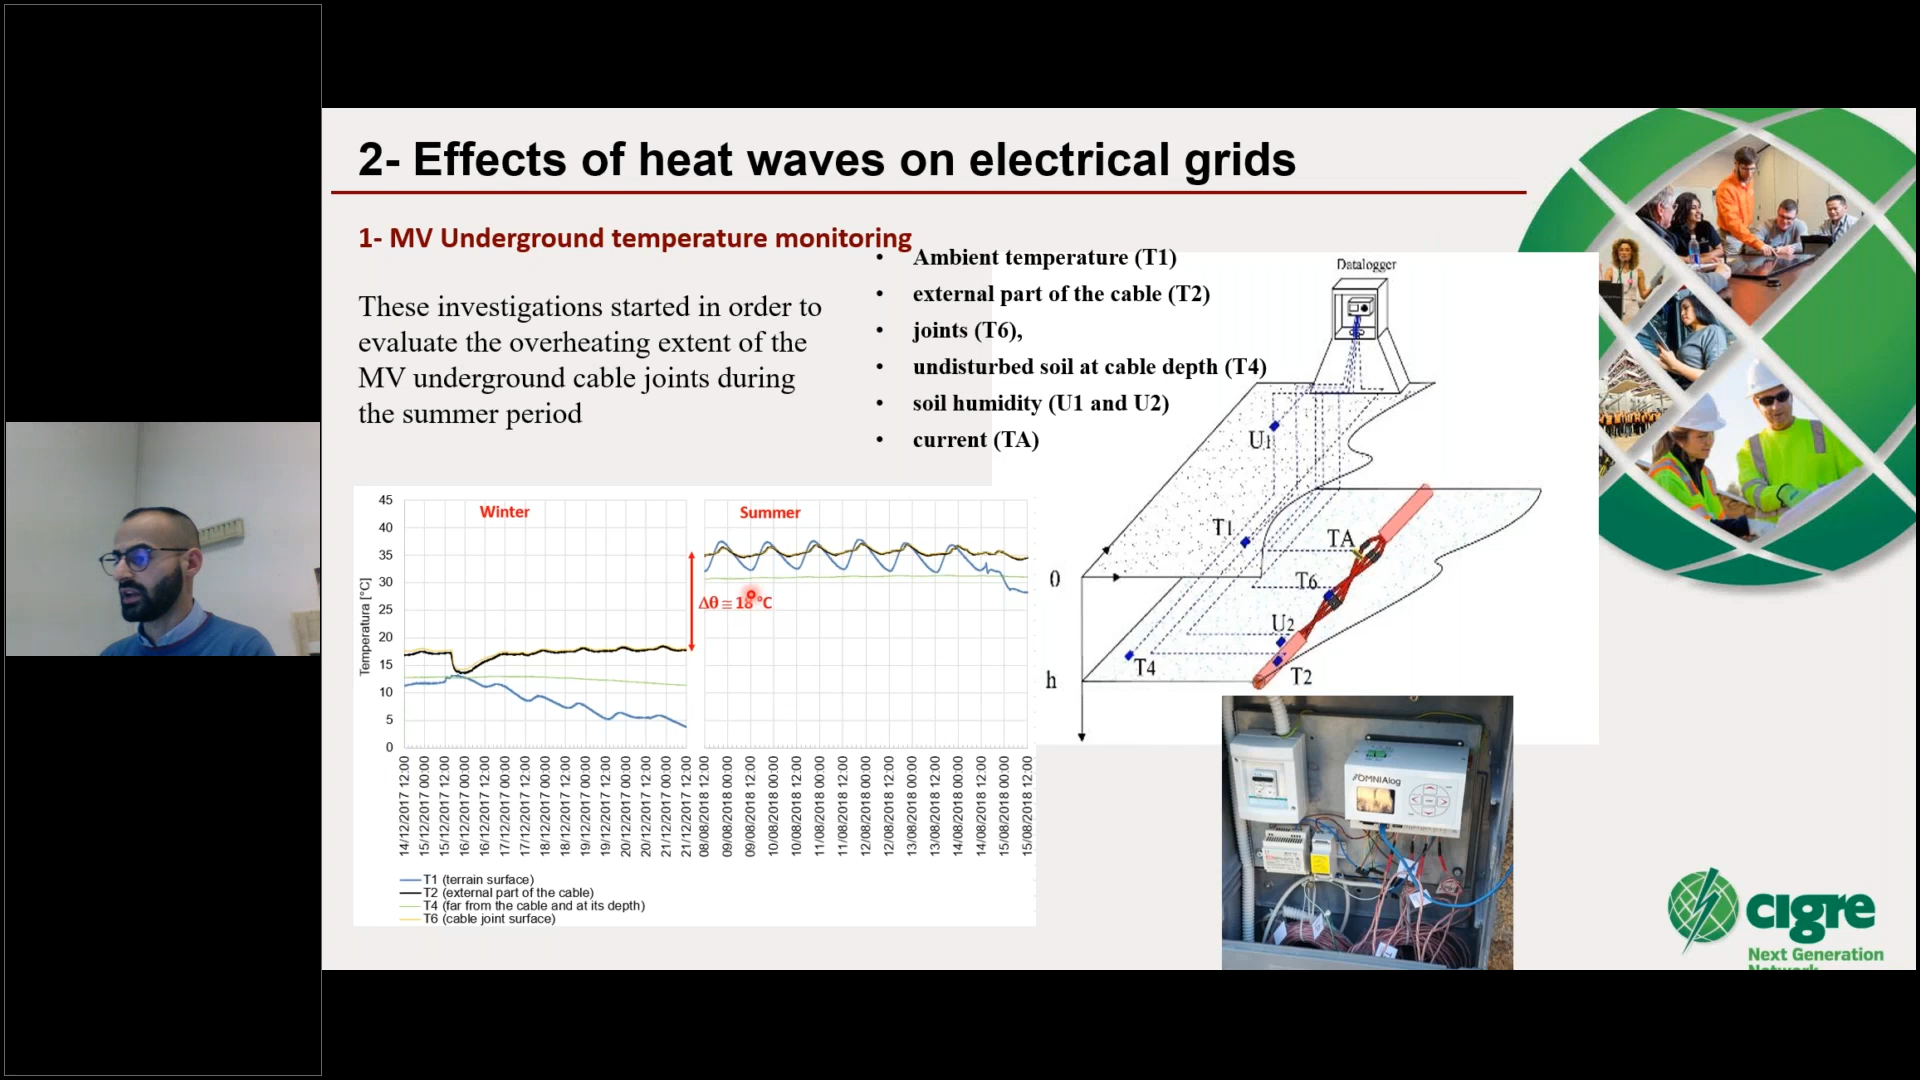 2- Effects of heat waves on electrical grids
1- MV Underground temperature monitoring
These investigations started in order to
evaluate the overheating extent of the
MV underground cable joints during
the summer period
• Ambient temperature (T1)
• external part of the cable (T2)
• joints (T6),
• undisturbed soil at cable depth (T4)
• soil humidity (U1 and U2)
• current (TA)
Datalogger
U1
T1
TA
0
T6
U2
T4
T2
h
Winter
Summer
Temperatura [°C]
45
40
35
30
25
20
15
10
5
0
Δθ ≅ 18 °C
14/12/2017 12:00
15/12/2017 00:00
15/12/2017 12:00
16/12/2017 00:00
16/12/2017 12:00
17/12/2017 00:00
17/12/2017 12:00
18/12/2017 00:00
18/12/2017 12:00
19/12/2017 00:00
19/12/2017 12:00
20/12/2017 00:00
20/12/2017 12:00
21/12/2017 00:00
21/12/2017 12:00
08/08/2018 12:00
09/08/2018 00:00
09/08/2018 12:00
10/08/2018 00:00
10/08/2018 12:00
11/08/2018 00:00
11/08/2018 12:00
12/08/2018 00:00
12/08/2018 12:00
13/08/2018 00:00
13/08/2018 12:00
14/08/2018 00:00
14/08/2018 12:00
15/08/2018 00:00
15/08/2018 12:00
T1 (terrain surface)
T2 (external part of the cable)
T4 (far from the cable and at its depth)
T6 (cable joint surface)
OMNIAlog
cigre
Next Generation
Network